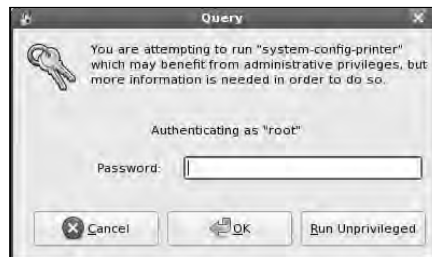 Query
You are attempting to run "system-config-printer"
which may benefit from administrative privileges, but
more information is needed in order to do so.
Authenticating as "root"
Password:
Cancel
OK
Run Unprivileged